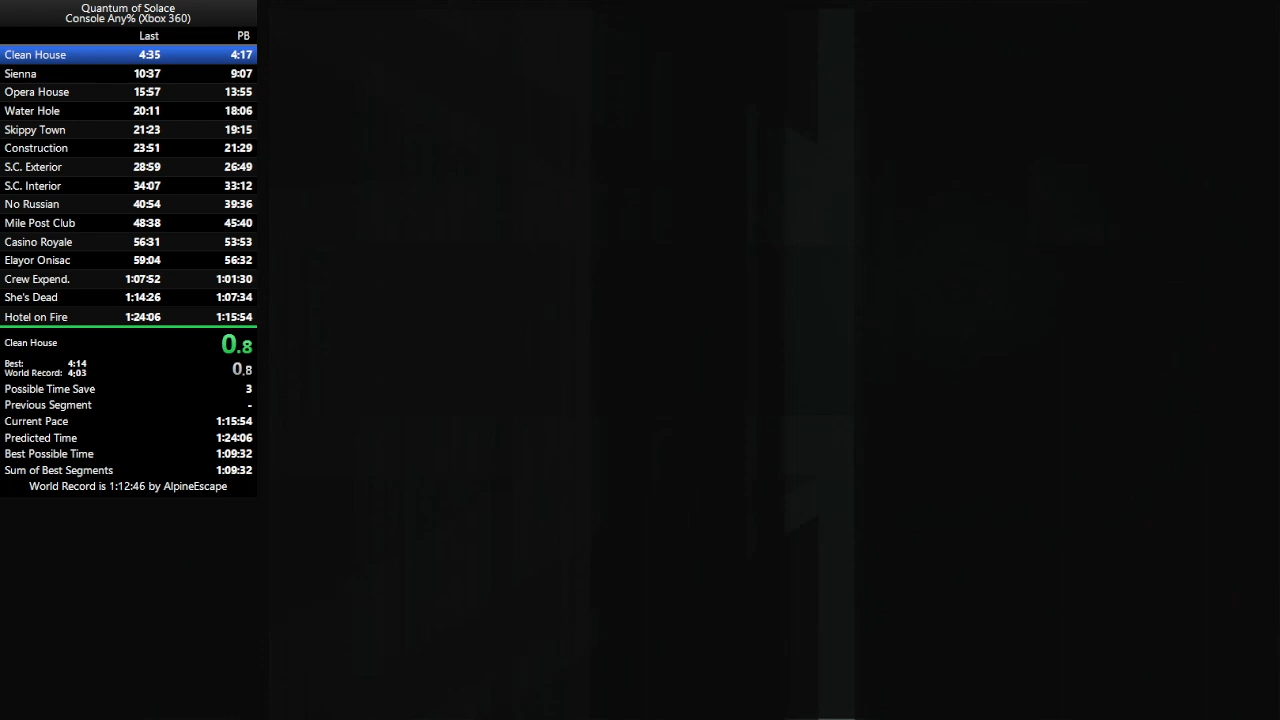 Quantum of Solace
Console Any% (Xbox 360)
Last PB
Clean House 4:35 4:17
Sienna 10:37 9:07
Opera House 15:57 13:55
Water Hole 20:11 18:06
Skippy Town 21:23 19:15
Construction 23:51 21:29
S.C. Exterior 28:59 26:49
S.C. Interior 34:07 33:12
No Russian 40:54 39:36
Mile Post Club 48:38 45:40
Casino Royale 56:31 53:53
Elayor Onisac 59:04 56:32
Crew Expend. 1:07:52 1:01:30
She's Dead 1:14:26 1:07:34
Hotel on Fire 1:24:06 1:15:54
Clean House 0.8
Best: 4:14
World Record: 4:03 0.8
Possible Time Save 3
Previous Segment -
Current Pace 1:15:54
Predicted Time 1:24:06
Best Possible Time 1:09:32
Sum of Best Segments 1:09:32
World Record is 1:12:46 by AlpineEscape